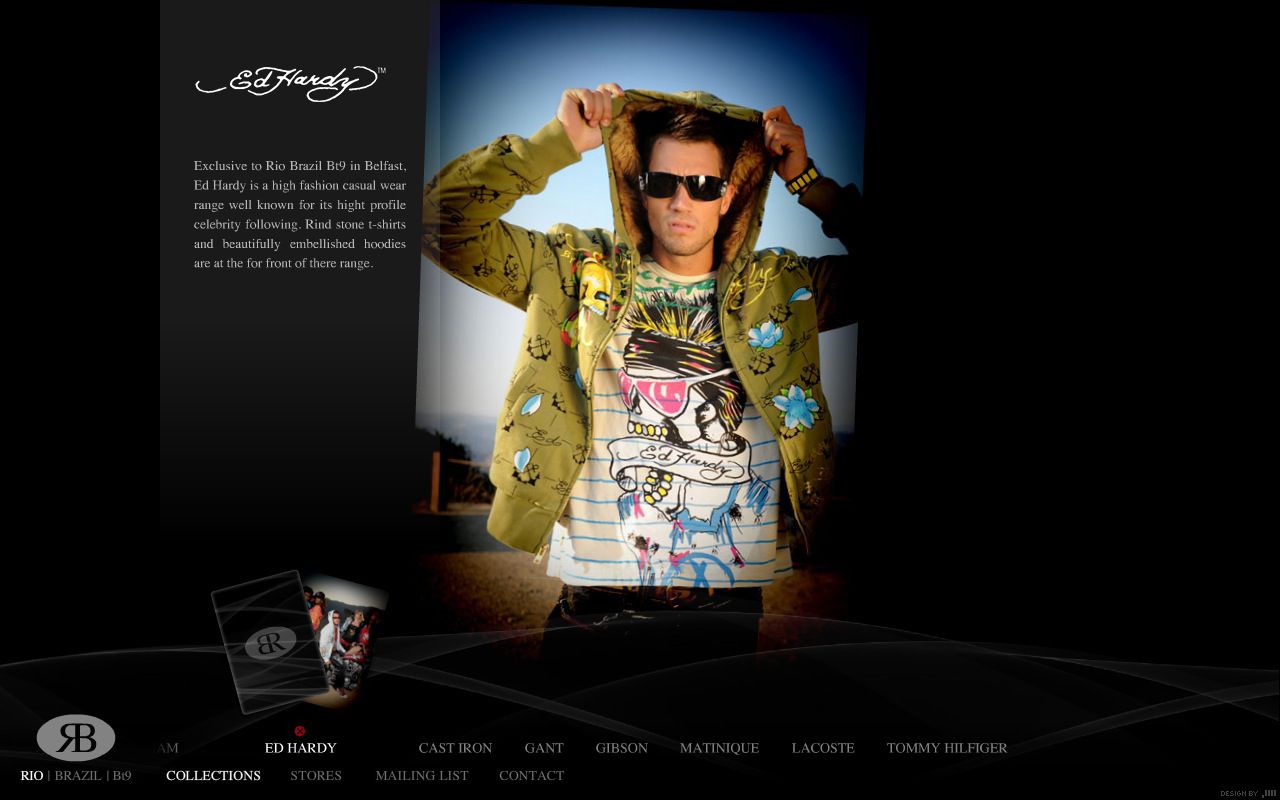 Ed Hardy™
Exclusive to Rio Brazil Bt9 in Belfast,
Ed Hardy is a high fashion casual wear
range well known for its hight profile
celebrity following. Rind stone t-shirts
and beautifully embellished hoodies
are at the for front of there range.
Ed Hardy
RB
RB
AM
ED HARDY
CAST IRON
GANT
GIBSON
MATINIQUE
LACOSTE
TOMMY HILFIGER
RIO | BRAZIL | Bt9
COLLECTIONS
STORES
MAILING LIST
CONTACT
DESIGN BY